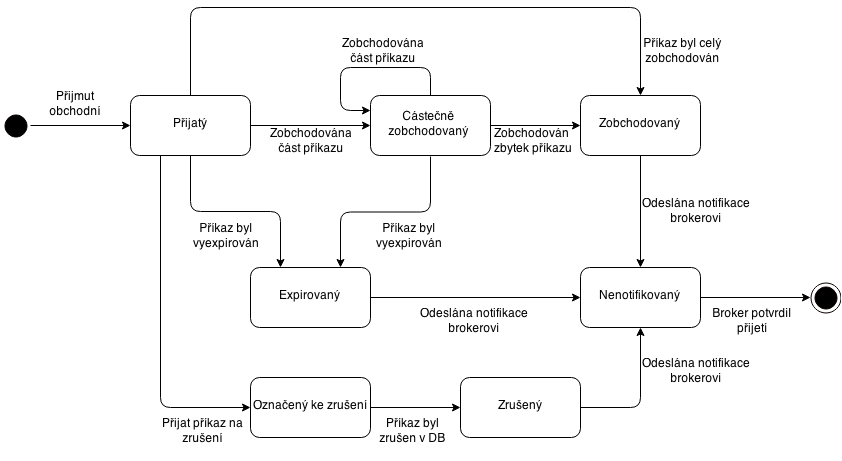 Zobchodována
část příkazu
Příkaz byl celý
zobchodován
Přijmut
obchodní
Přijatý
Cástečně
zobchodovaný
Zobchodovaný
Zobchodována
část příkazu
Zobchodován
zbytek příkazu
Odeslána notifikace
brokerovi
Příkaz byl
vyexpirován
Příkaz byl
vyexpirován
Expirovaný
Nenotifikovaný
Odeslána notifikace
brokerovi
Broker potvrdil
přijetí
Odeslána notifikace
brokerovi
Označený ke zrušení
Zrušený
Přijat příkaz na
zrušení
Příkaz byl
zrušen v DB